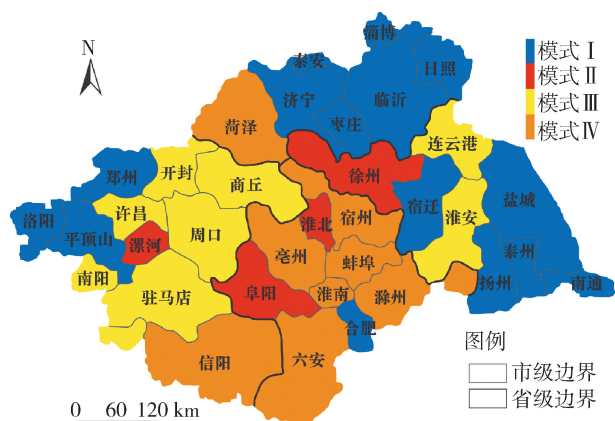 淄博
N
泰安
日照
模式Ⅰ
模式Ⅱ
模式Ⅲ
模式Ⅳ
济宁
临沂
菏泽
枣庄
连云港
郑州
开封
商丘
徐州
宿迁
盐城
洛阳
平顶山
许昌
漯河
周口
淮北
宿州
淮安
亳州
蚌埠
泰州
南阳
驻马店
阜阳
淮南
滁州
扬州
南通
合肥
信阳
六安
图例
市级边界
省级边界
0 60 120 km